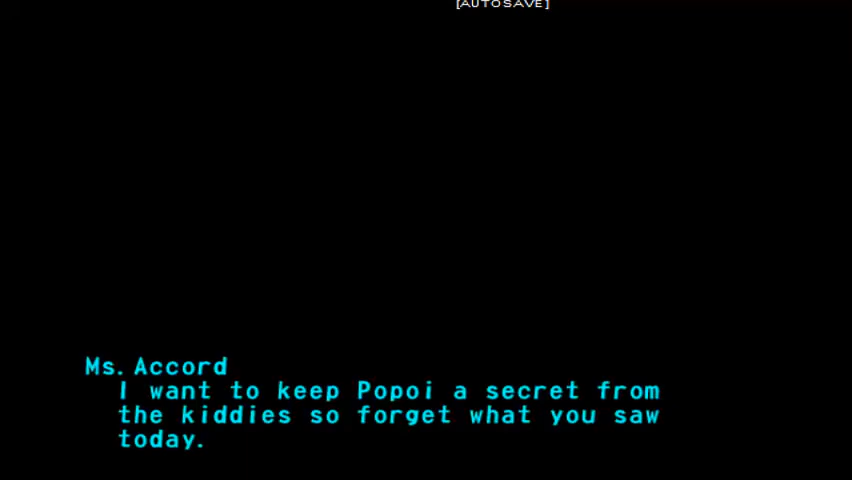 [AUTOSAVE]
Ms. Accord
I want to keep Popoi a secret from
the kiddies so forget what you saw
today.